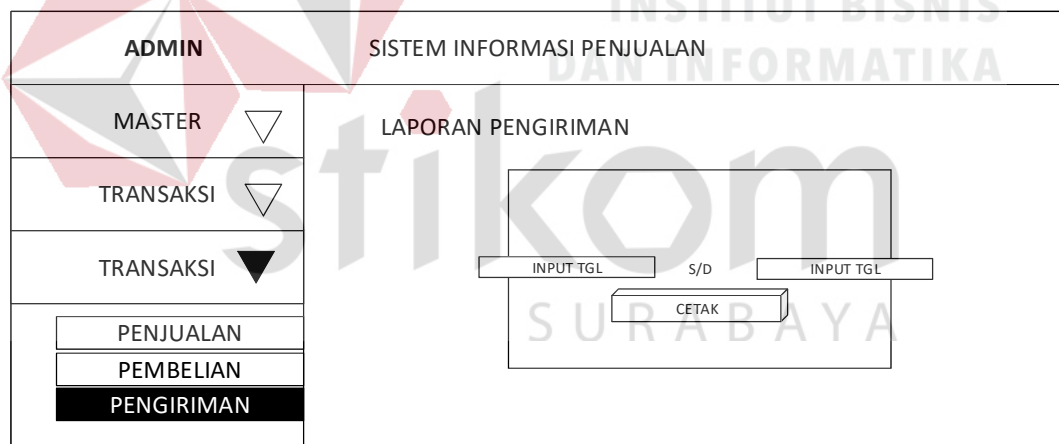 INSTITUT BISNIS
DAN INFORMATIKA
stikom
SURABAYA
ADMIN
SISTEM INFORMASI PENJUALAN
MASTER
TRANSAKSI
TRANSAKSI
PENJUALAN
PEMBELIAN
PENGIRIMAN
LAPORAN PENGIRIMAN
INPUT TGL
S/D
INPUT TGL
CETAK